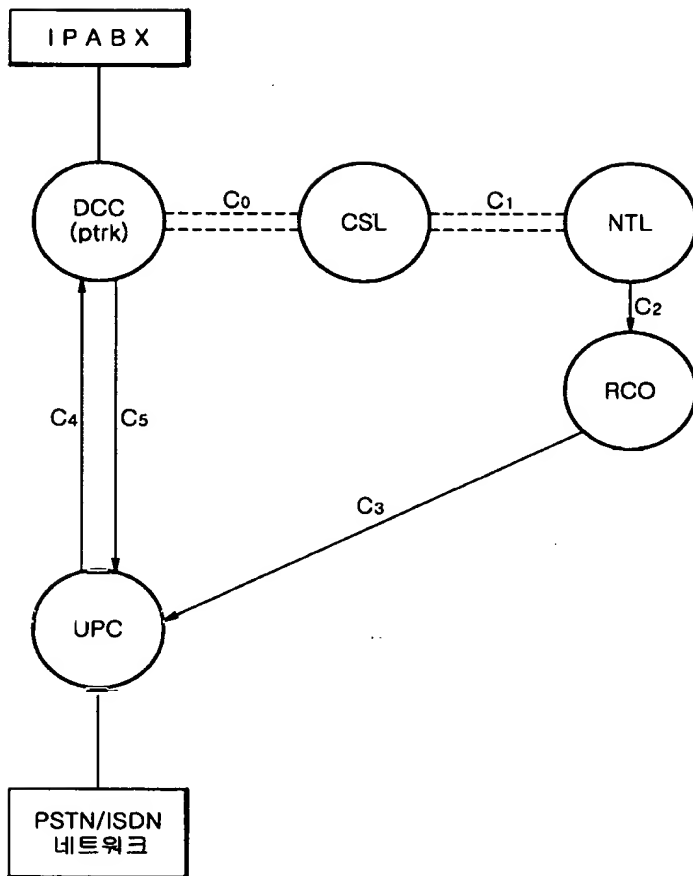 IPABX
DCC
(ptrk)
C0
CSL
C1
NTL
C2
RCO
C4
C5
C3
UPC
PSTN/ISDN
네트워크